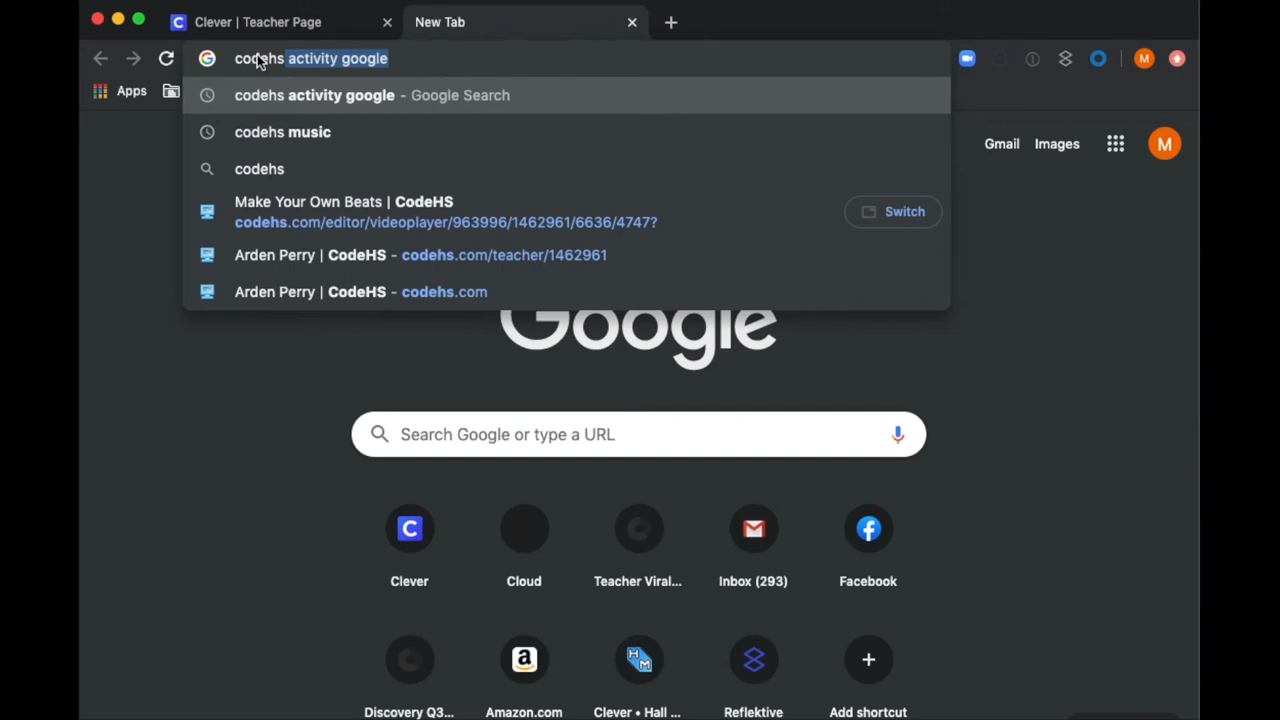 Clever | Teacher Page
New Tab
codehs activity google
Apps
codehs activity google - Google Search
codehs music
codehs
Make Your Own Beats | CodeHS
codehs.com/editor/videoplayer/963996/1462961/6636/4747?
Switch
Arden Perry | CodeHS - codehs.com/teacher/1462961
Arden Perry | CodeHS - codehs.com
M
Gmail
Images
M
Google
Search Google or type a URL
Clever
Cloud
Teacher Viral...
Inbox (293)
Facebook
Discovery Q3...
Amazon.com
Clever • Hall ...
Reflektive
Add shortcut